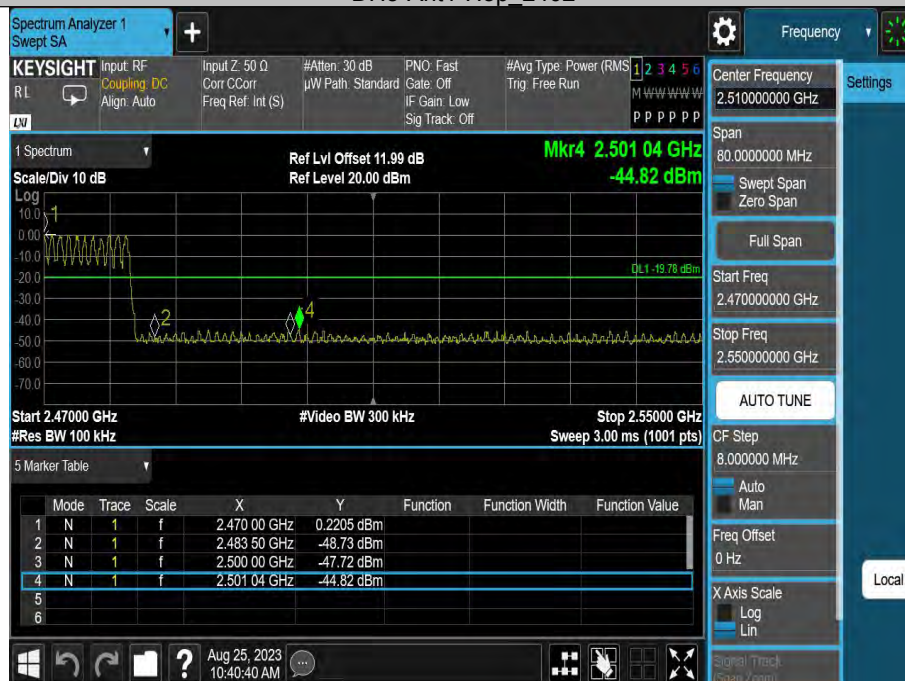 Spectrum Analyzer 1
Swept SA
+
Frequency
KEYSIGHT
RL
LXI
Input: RF
Coupling: DC
Align: Auto
Input Z: 50 Ω
Corr CCorr
Freq Ref: Int (S)
#Atten: 30 dB
µW Path: Standard
PNO: Fast
Gate: Off
IF Gain: Low
Sig Track: Off
#Avg Type: Power (RMS
Trig: Free Run
1 2 3 4 5 6
M W W W W W
P P P P P P
1 Spectrum
Scale/Div 10 dB
Ref Lvl Offset 11.99 dB
Ref Level 20.00 dBm
Mkr4 2.501 04 GHz
-44.82 dBm
Log
10.0
0.00
-10.0
-20.0
-30.0
-40.0
-50.0
-60.0
-70.0
1
2
4
DL1 -19.78 dBm
Start 2.47000 GHz
#Video BW 300 kHz
Stop 2.55000 GHz
#Res BW 100 kHz
Sweep 3.00 ms (1001 pts)
5 Marker Table
Mode Trace Scale X Y Function Function Width Function Value
1 N 1 f 2.470 00 GHz 0.2205 dBm
2 N 1 f 2.483 50 GHz -48.73 dBm
3 N 1 f 2.500 00 GHz -47.72 dBm
4 N 1 f 2.501 04 GHz -44.82 dBm
5
6
Aug 25, 2023
10:40:40 AM
?
Center Frequency
2.510000000 GHz
Settings
Span
80.0000000 MHz
Swept Span
Zero Span
Full Span
Start Freq
2.470000000 GHz
Stop Freq
2.550000000 GHz
AUTO TUNE
CF Step
8.000000 MHz
Auto
Man
Freq Offset
0 Hz
Local
X Axis Scale
Log
Lin
Signal Track
(Span Zoom)